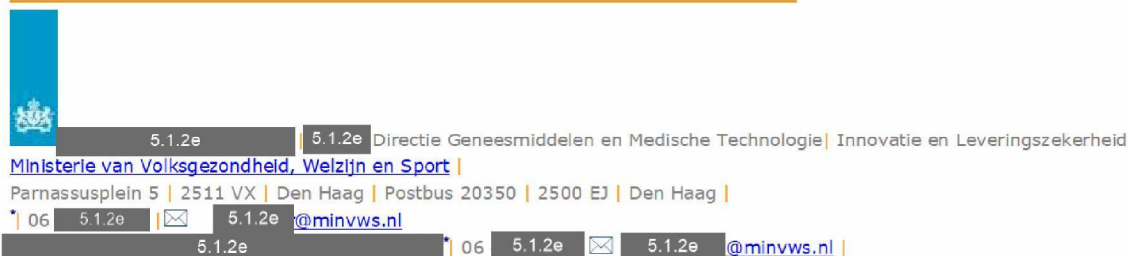 5.1.2e | 5.1.2e Directie Geneesmiddelen en Medische Technologie| Innovatie en Leveringszekerheid
Ministerie van Volksgezondheid, Welzijn en Sport |
Parnassusplein 5 | 2511 VX | Den Haag | Postbus 20350 | 2500 EJ | Den Haag |
*| 06 5.1.2e | 5.1.2e @minvws.nl
5.1.2e *| 06 5.1.2e 5.1.2e @minvws.nl |